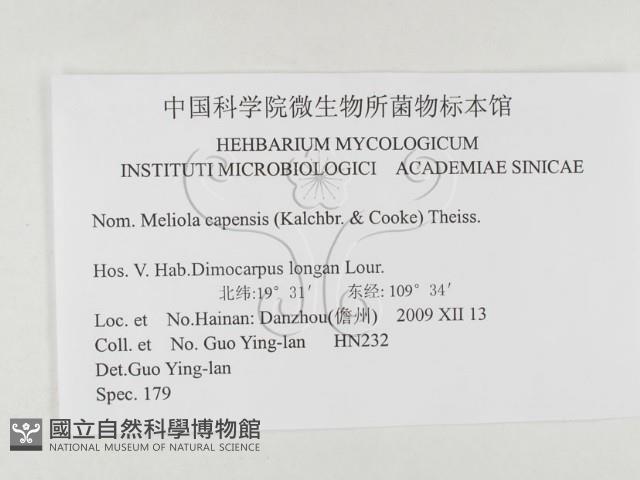 中国科学院微生物所菌物标本馆
HEHBARIUM MYCOLOGICUM
INSTITUTI MICROBIOLOGICI ACADEMIAE SINICAE
Nom. Meliola capensis (Kalchbr. & Cooke) Theiss.
Hos. V. Hab.Dimocarpus longan Lour.
北纬:19° 31′ 东经: 109° 34′
Loc. et No.Hainan: Danzhou(儋州) 2009 XII 13
Coll. et No. Guo Ying-lan HN232
Det.Guo Ying-lan
Spec. 179
國立自然科學博物館
NATIONAL MUSEUM OF NATURAL SCIENCE